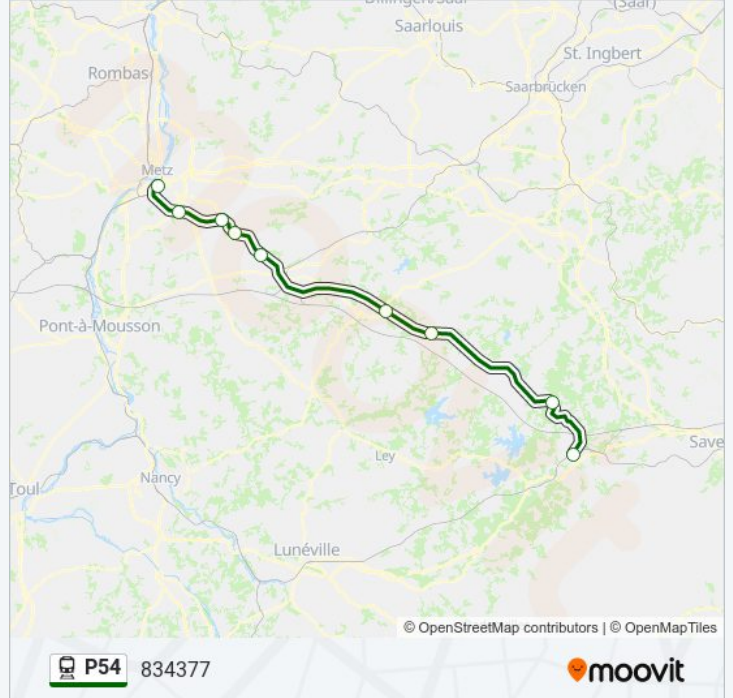 Dillingen/Saar
(Saar)
Saarlouis
St. Ingbert
Rombas
Saarbrücken
Metz
Pont-à-Mousson
Save
Ley
Nancy
Toul
Lunéville
© OpenStreetMap contributors | © OpenMapTiles
P54 834377
moovit